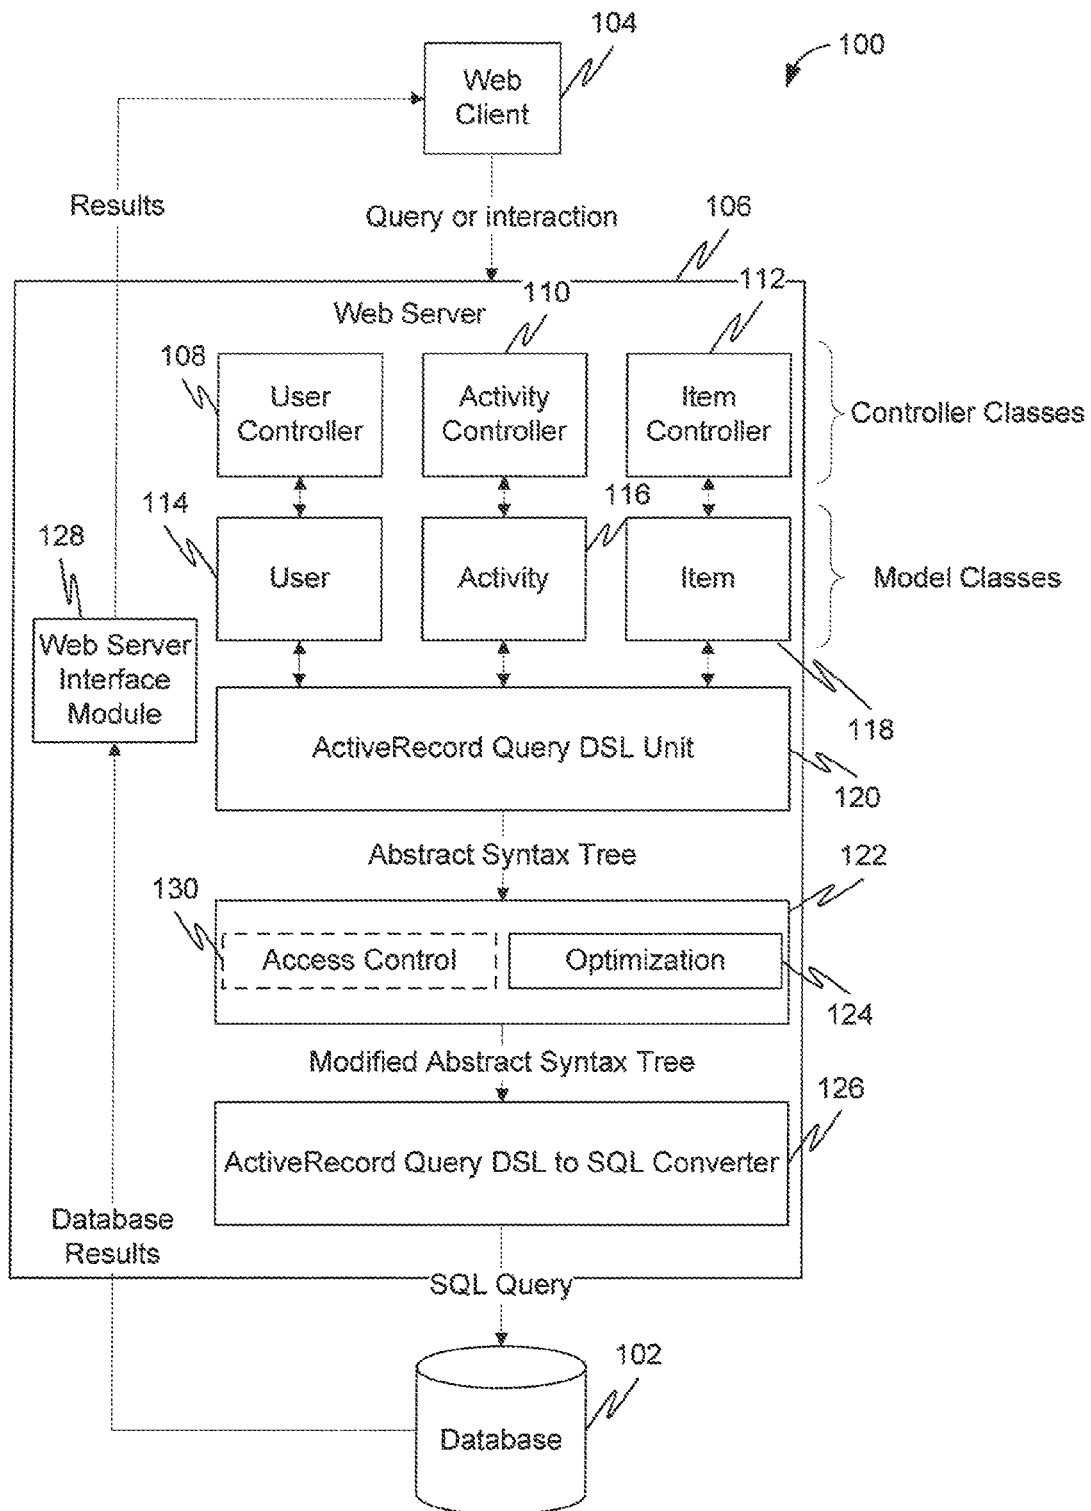 104
100
Web
Client
Results
Query or interaction
106
Web Server
110
112
108
User
Controller
Activity
Controller
Item
Controller
Controller Classes
114
116
128
User
Activity
Item
Model Classes
Web Server
Interface
Module
118
ActiveRecord Query DSL Unit
120
Abstract Syntax Tree
122
130
Access Control
Optimization
124
Modified Abstract Syntax Tree
126
ActiveRecord Query DSL to SQL Converter
Database
Results
SQL Query
102
Database